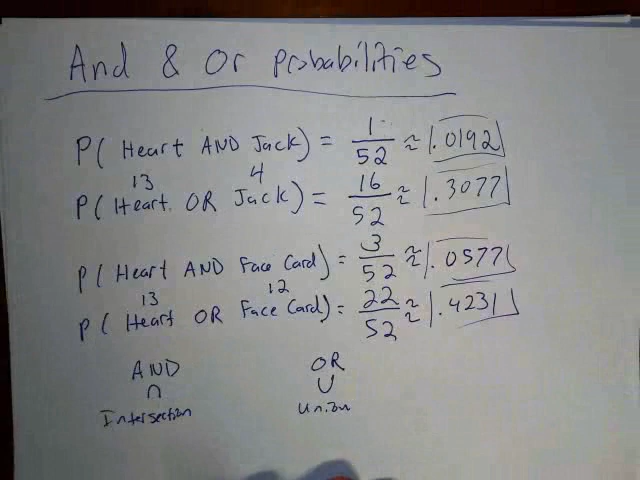 And & Or Probabilities
P( Heart AND Jack) = 1/52 ≈ .0192
13 4
P( Heart OR Jack) = 16/52 ≈ .3077
P( Heart AND Face Card) = 3/52 ≈ .0577
13 12
P( Heart OR Face Card) = 22/52 ≈ .4231
AND OR
∩ ∪
Intersection Union